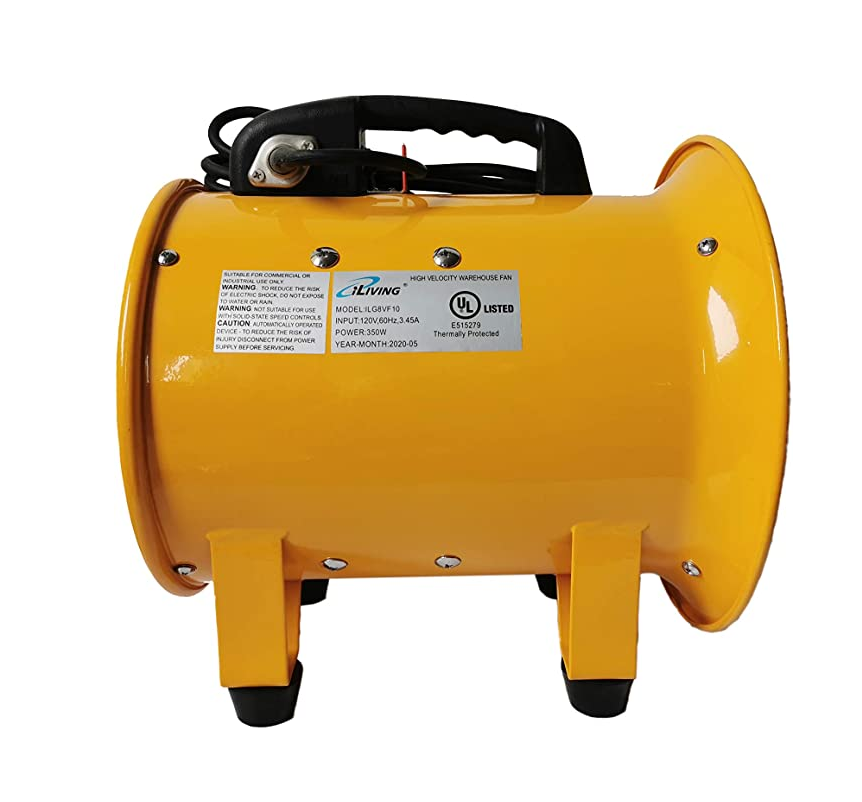 SUITABLE FOR COMMERCIAL OR
INDUSTRIAL USE ONLY.
WARNING: TO REDUCE THE RISK
OF ELECTRIC SHOCK, DO NOT EXPOSE
TO WATER OR RAIN.
WARNING: NOT SUITABLE FOR USE
WITH SOLID-STATE SPEED CONTROLS.
CAUTION: AUTOMATICALLY OPERATED
DEVICE - TO REDUCE THE RISK OF
INJURY DISCONNECT FROM POWER
SUPPLY BEFORE SERVICING.
iLIVING®
HIGH VELOCITY WAREHOUSE FAN
MODEL:ILG8VF10
INPUT:120V,60Hz,3.45A
POWER:350W
YEAR-MONTH:2020-05
UL LISTED
E515279
Thermally Protected